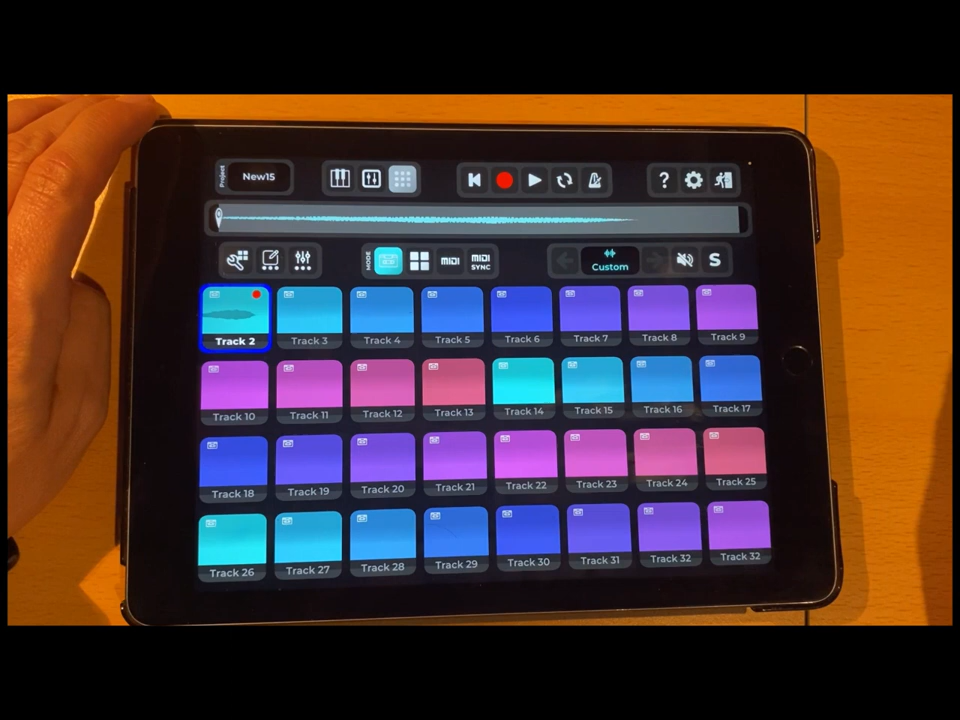 Project
New15
?
MODE
MIDI
MIDI SYNC
Custom
S
Track 2
Track 3
Track 4
Track 5
Track 6
Track 7
Track 8
Track 9
Track 10
Track 11
Track 12
Track 13
Track 14
Track 15
Track 16
Track 17
Track 18
Track 19
Track 20
Track 21
Track 22
Track 23
Track 24
Track 25
Track 26
Track 27
Track 28
Track 29
Track 30
Track 31
Track 32
Track 32